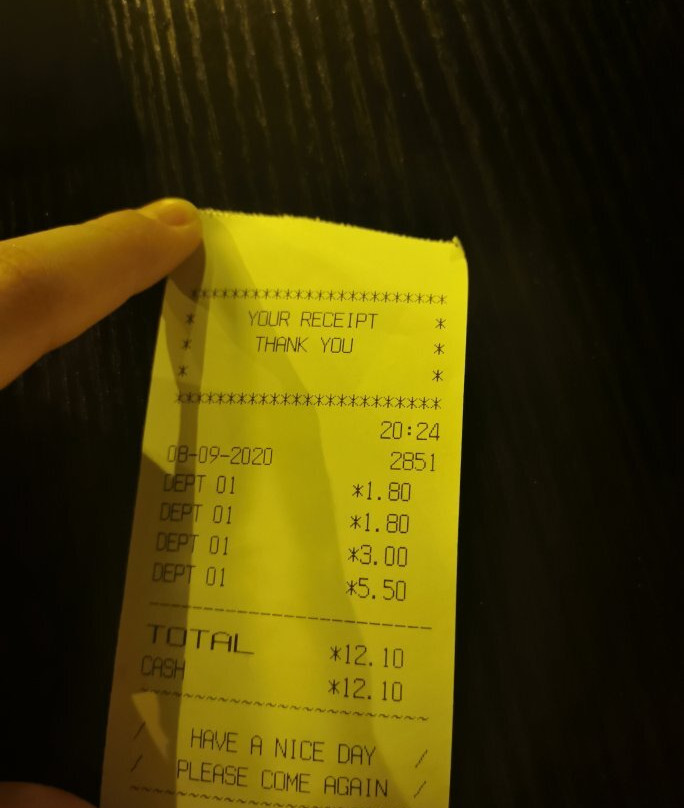 **********************
* YOUR RECEIPT *
* THANK YOU *
* *
**********************
20:24
08-09-2020 2851
DEPT 01 *1.80
DEPT 01 *1.80
DEPT 01 *3.00
DEPT 01 *5.50
--------------------------------
TOTAL *12.10
CASH *12.10
~~~~~~~~~~~~~~~~~~~~~~~~
/ HAVE A NICE DAY /
/ PLEASE COME AGAIN /
~~~~~~~~~~~~~~~~~~~~~~~~